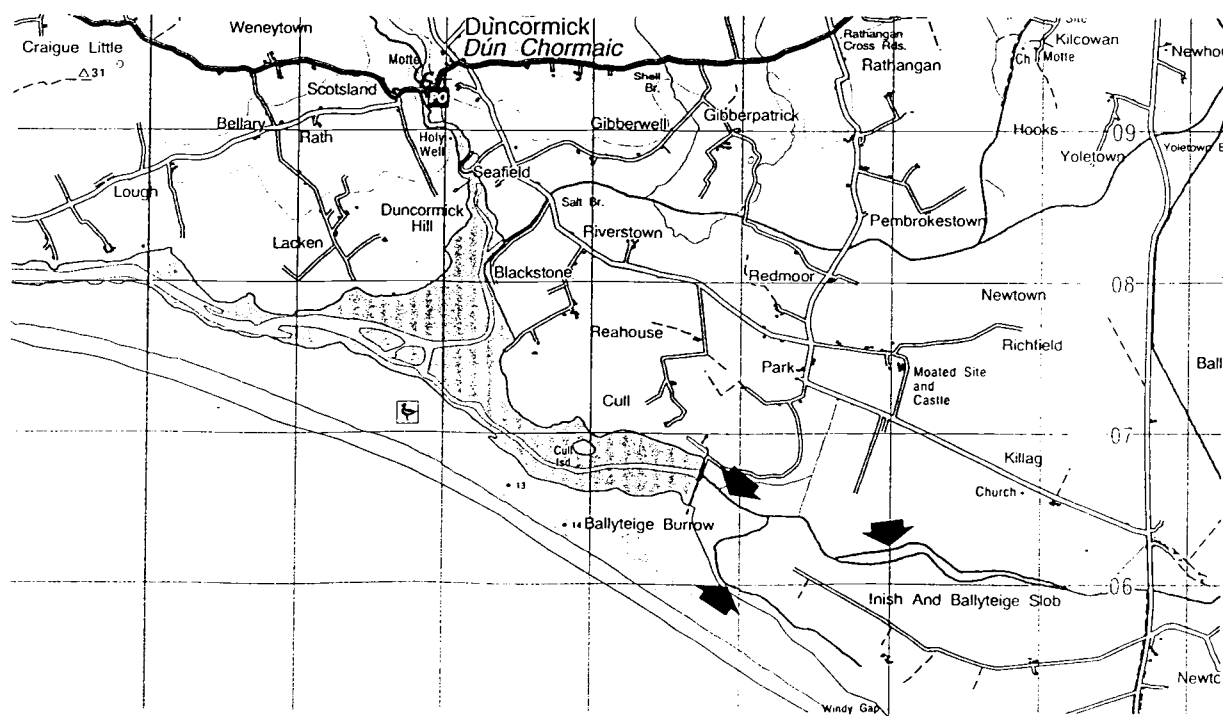 Duncormick
Dún Chormaic
Weneytown
Craigue Little
31
Motte
PO
Scotsland
Shell
Br.
Rathangan
Cross Rds.
Rathangan
Site
Kilcowan
Ch
Motte
Bellary
Rath
Holy
Well
Gibberwell
Gibberpatrick
Hooks
09
Yoletown
Lough
Seafield
Duncormick
Hill
Salt Br.
Riverstown
Pembrokestown
Lacken
Blackstone
Redmoor
08
Newtown
Reahouse
Richfield
Park
Moated Site
and
Castle
Cull
07
Cull
Isd
Killag
13
Church
14
Ballyteige Burrow
06
Inish And Ballyteige Slob
Windy Gap